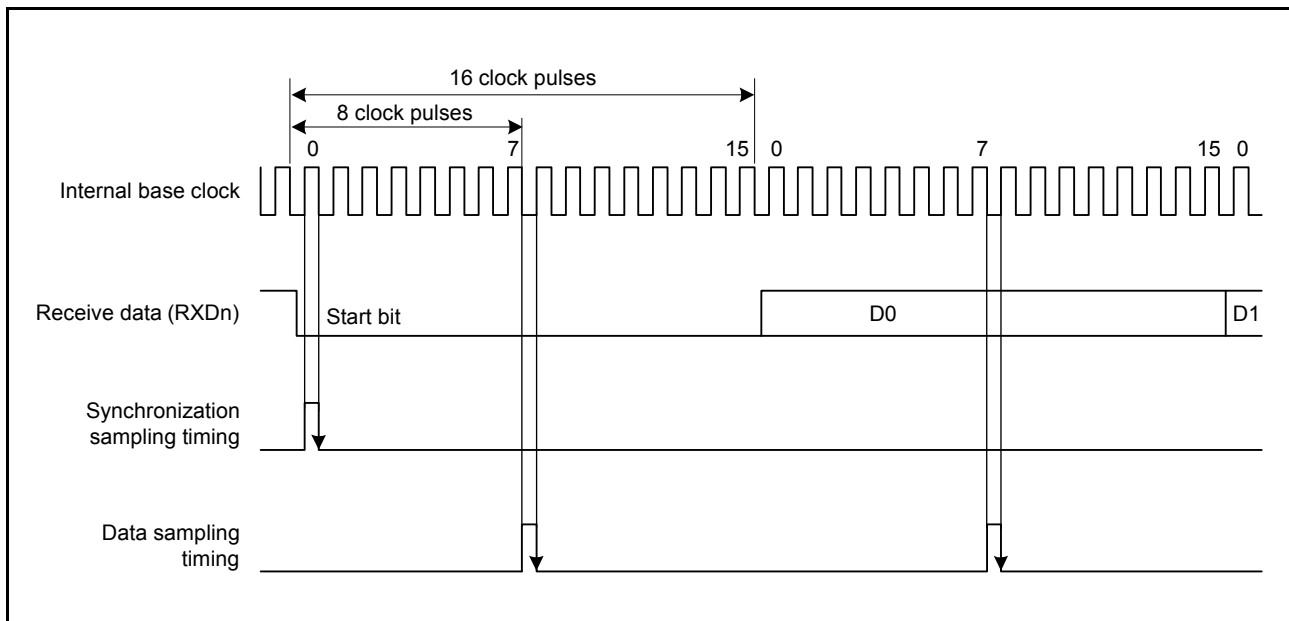 16 clock pulses
8 clock pulses
0 7 15 0 7 15 0
Internal base clock
Receive data (RXDn)
Start bit
D0
D1
Synchronization
sampling timing
Data sampling
timing